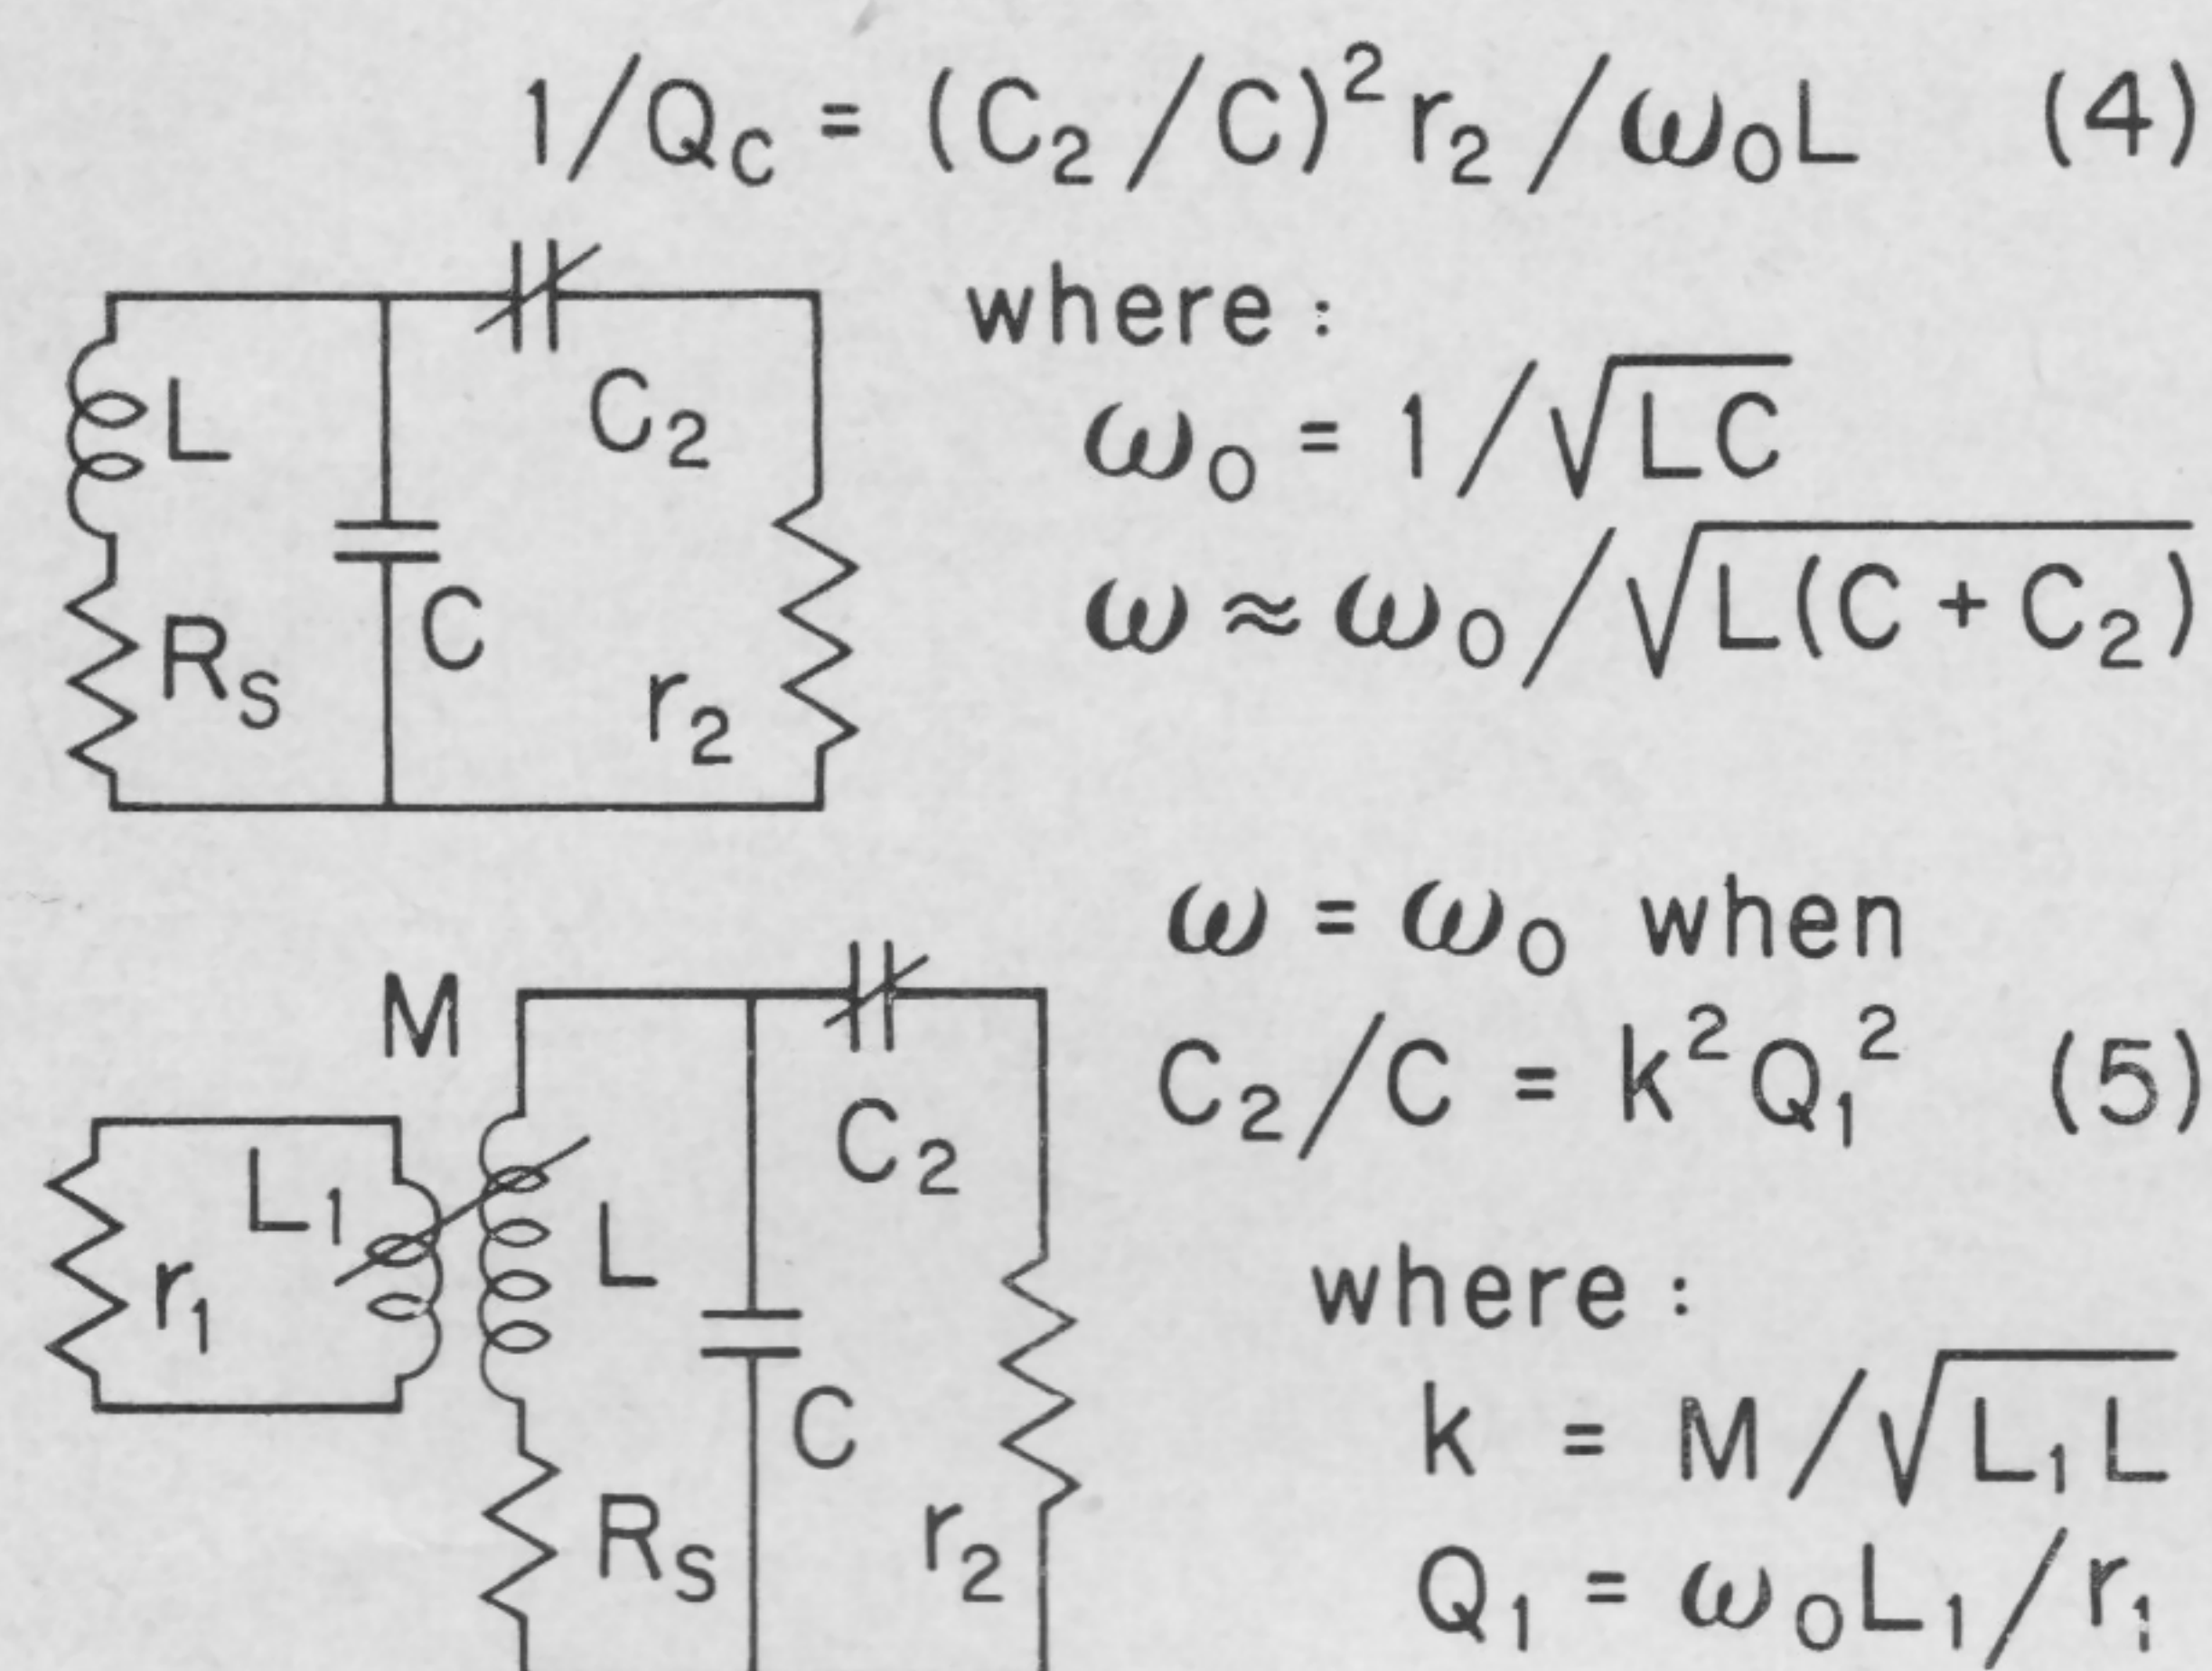 1/Q_C = (C_2/C)^2 r_2/ω_0L (4)
where :
ω_0 = 1/√LC
ω ≈ ω_0/√L(C + C_2)
L
C_2
R_S
C
r_2
ω = ω_0 when
C_2/C = k^2Q_1^2 (5)
where :
k = M/√L_1L
Q_1 = ω_0L_1/r_1
M
L_1
r_1
L
C_2
C
R_S
r_2